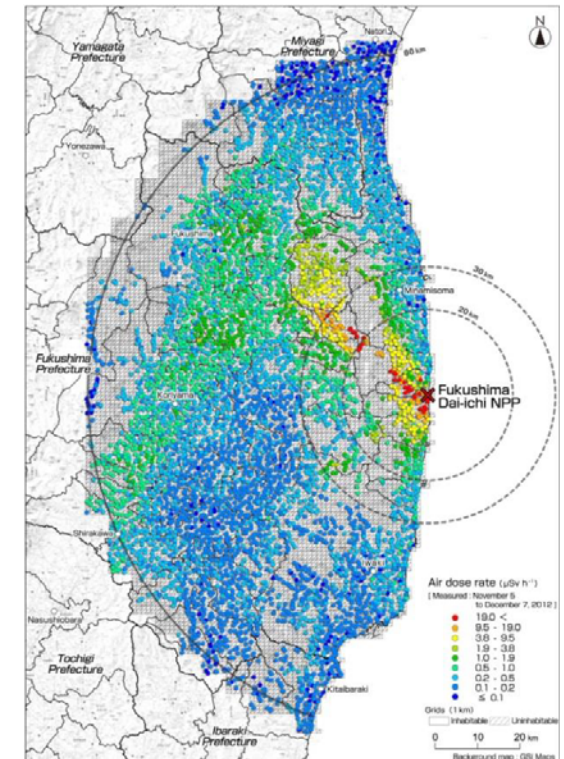 Natori
N
Miyagi
Prefecture
60 km
Yamagata
Prefecture
Yonezawa
ukushima
30 km
Minamisoma
20 km
Fukushima
Prefecture
Koriyama
Fukushima
Dai-ichi NPP
Shirakawa
Iwaki
Nasushiobara
Tochigi
Prefecture
Kitaibaraki
Ibaraki
Prefecture
Air dose rate (μSv h⁻¹)
[ Measured : November 5
to December 7, 2012 ]
19.0 <
9.5 - 19.0
3.8 - 9.5
1.9 - 3.8
1.0 - 1.9
0.5 - 1.0
0.2 - 0.5
0.1 - 0.2
≤ 0.1
Grids (1km)
Inhabitable
Uninhabitable
0 10 20 km
Background map : GSI Maps